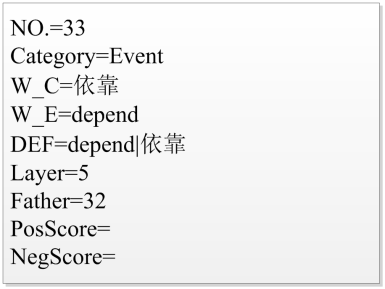 NO.=33
Category=Event
W_C=依靠
W_E=depend
DEF=depend|依靠
Layer=5
Father=32
PosScore=
NegScore=